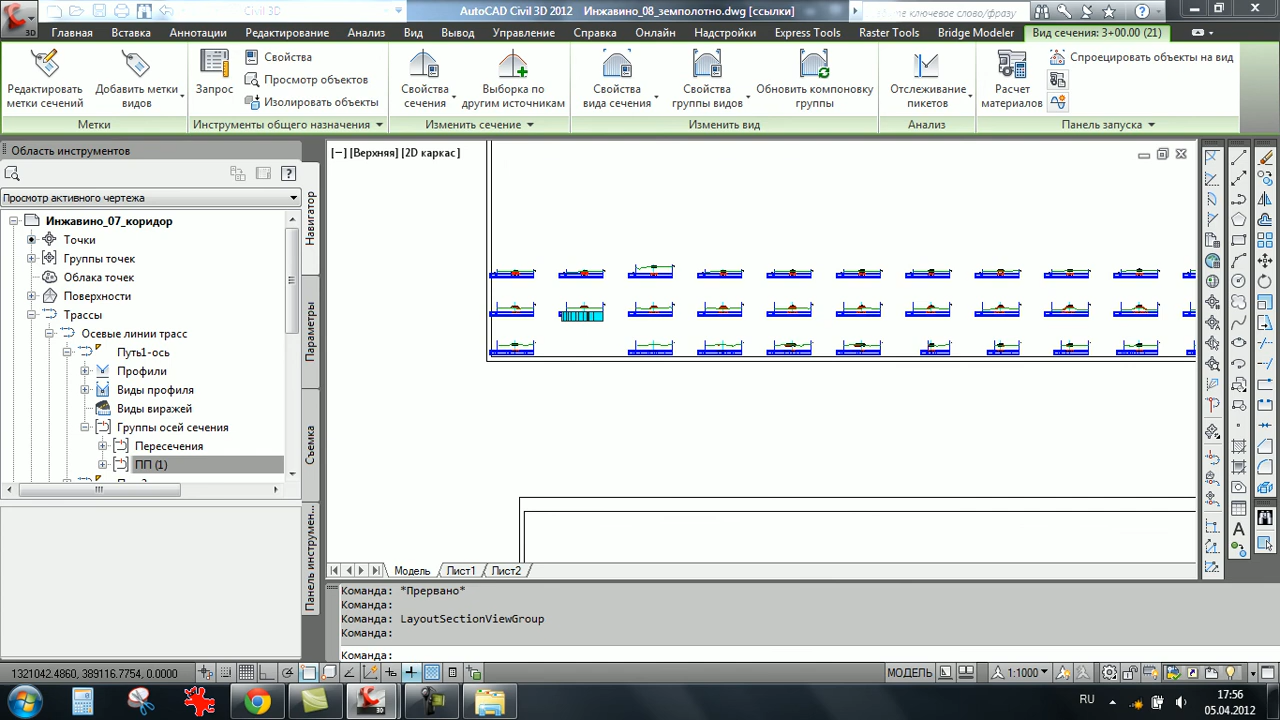 Civil 3D
AutoCAD Civil 3D 2012 Инжавино_08_земполотно.dwg [ссылки]
те ключевое слово/фразу
3D
Главная Вставка Аннотации Редактирование Анализ Вид Вывод Управление Справка Онлайн Надстройки Express Tools Raster Tools Bridge Modeler Вид сечения: 3+00.00 (21)
Редактировать метки сечений
Добавить метки видов
Метки
Запрос
Свойства
Просмотр объектов
Изолировать объекты
Инструменты общего назначения
Свойства сечения
Выборка по другим источникам
Изменить сечение
Свойства вида сечения
Свойства группы видов
Обновить компоновку группы
Изменить вид
Отслеживание пикетов
Анализ
Расчет материалов
Спроецировать объекты на вид
Панель запуска
Область инструментов
Просмотр активного чертежа
Инжавино_07_коридор
Точки
Группы точек
Облака точек
Поверхности
Трассы
Осевые линии трасс
Путь1-ось
Профили
Виды профиля
Виды виражей
Группы осей сечения
Пересечения
ПП (1)
Навигатор
Параметры
Съемка
Панель инструмен...
[−] [Верхняя] [2D каркас]
Модель Лист1 Лист2
Команда: *Прервано*
Команда:
Команда: LayoutSectionViewGroup
Команда:
Команда:
1321042.4860, 389116.7754, 0.0000
МОДЕЛЬ
1:1000
RU
17:56
05.04.2012